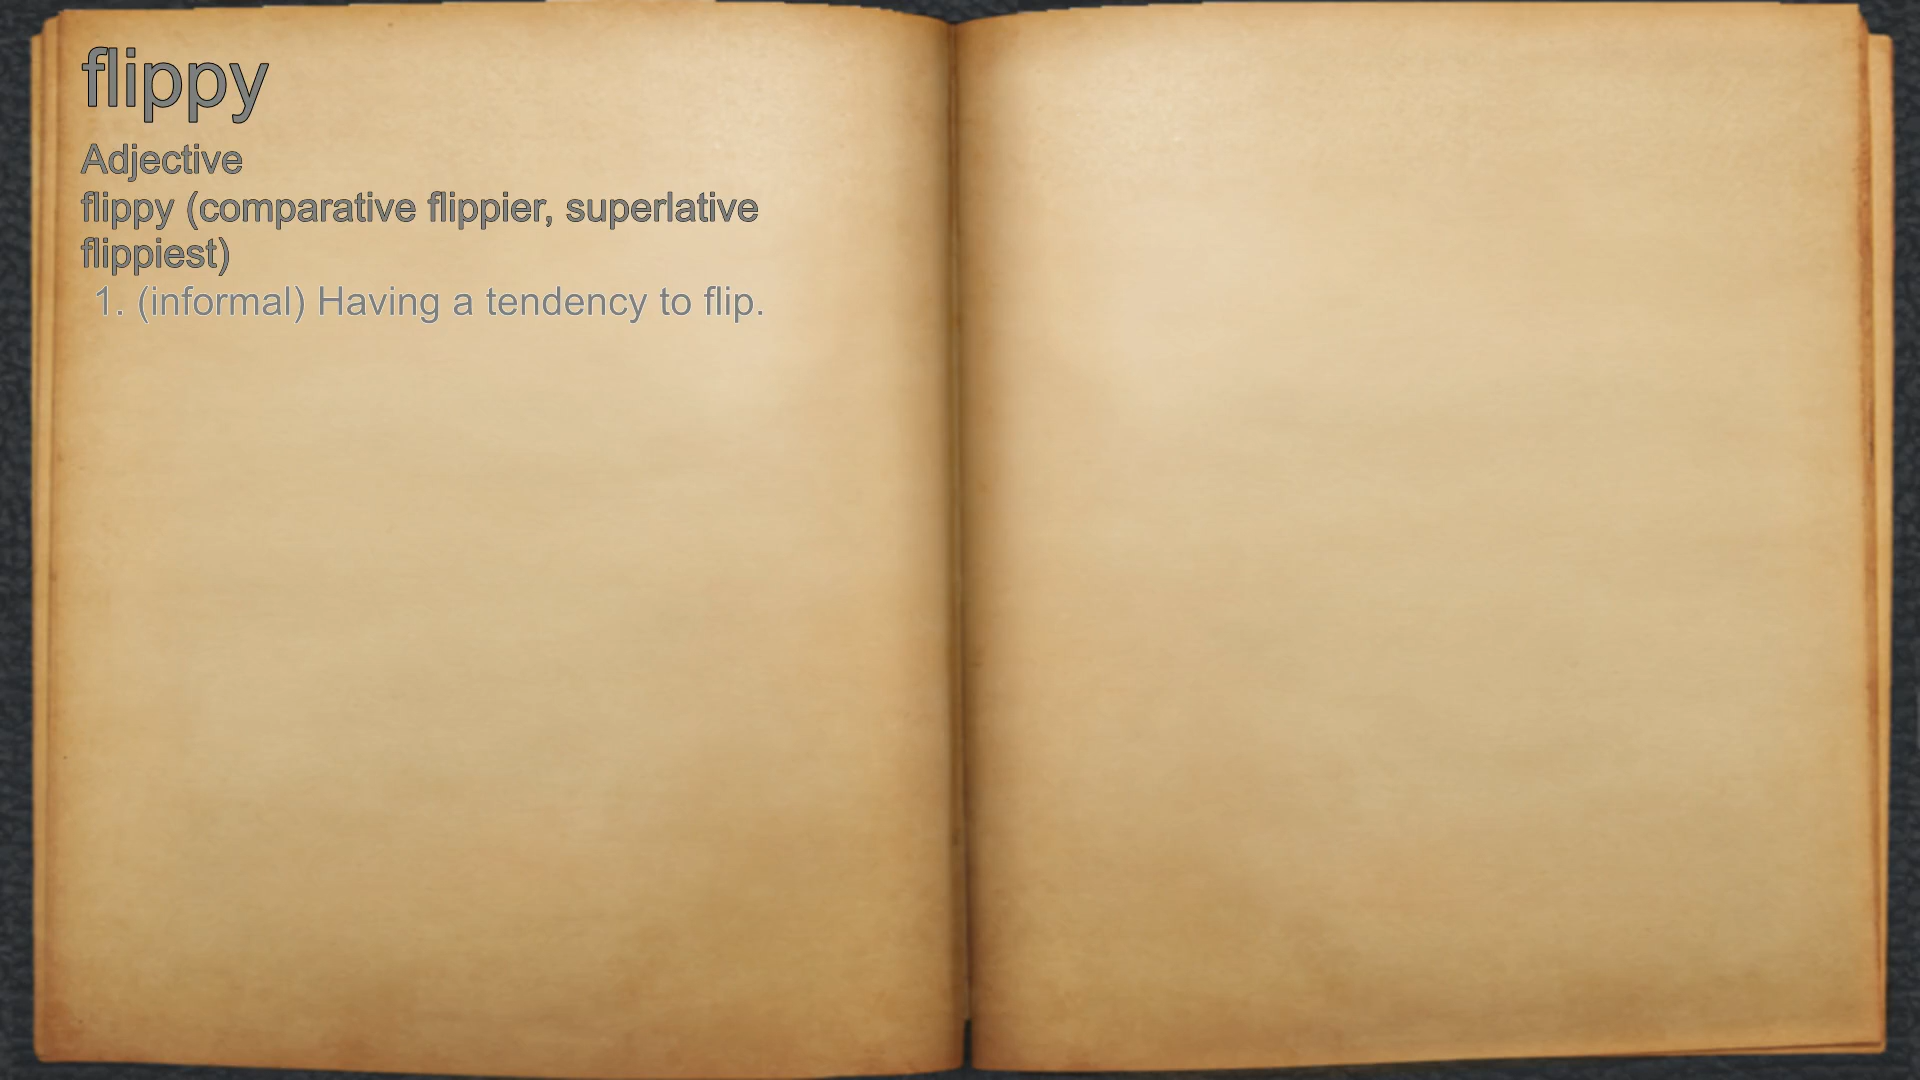 flippy
Adjective
flippy (comparative flippier, superlative
flippiest)
1. (informal) Having a tendency to flip.